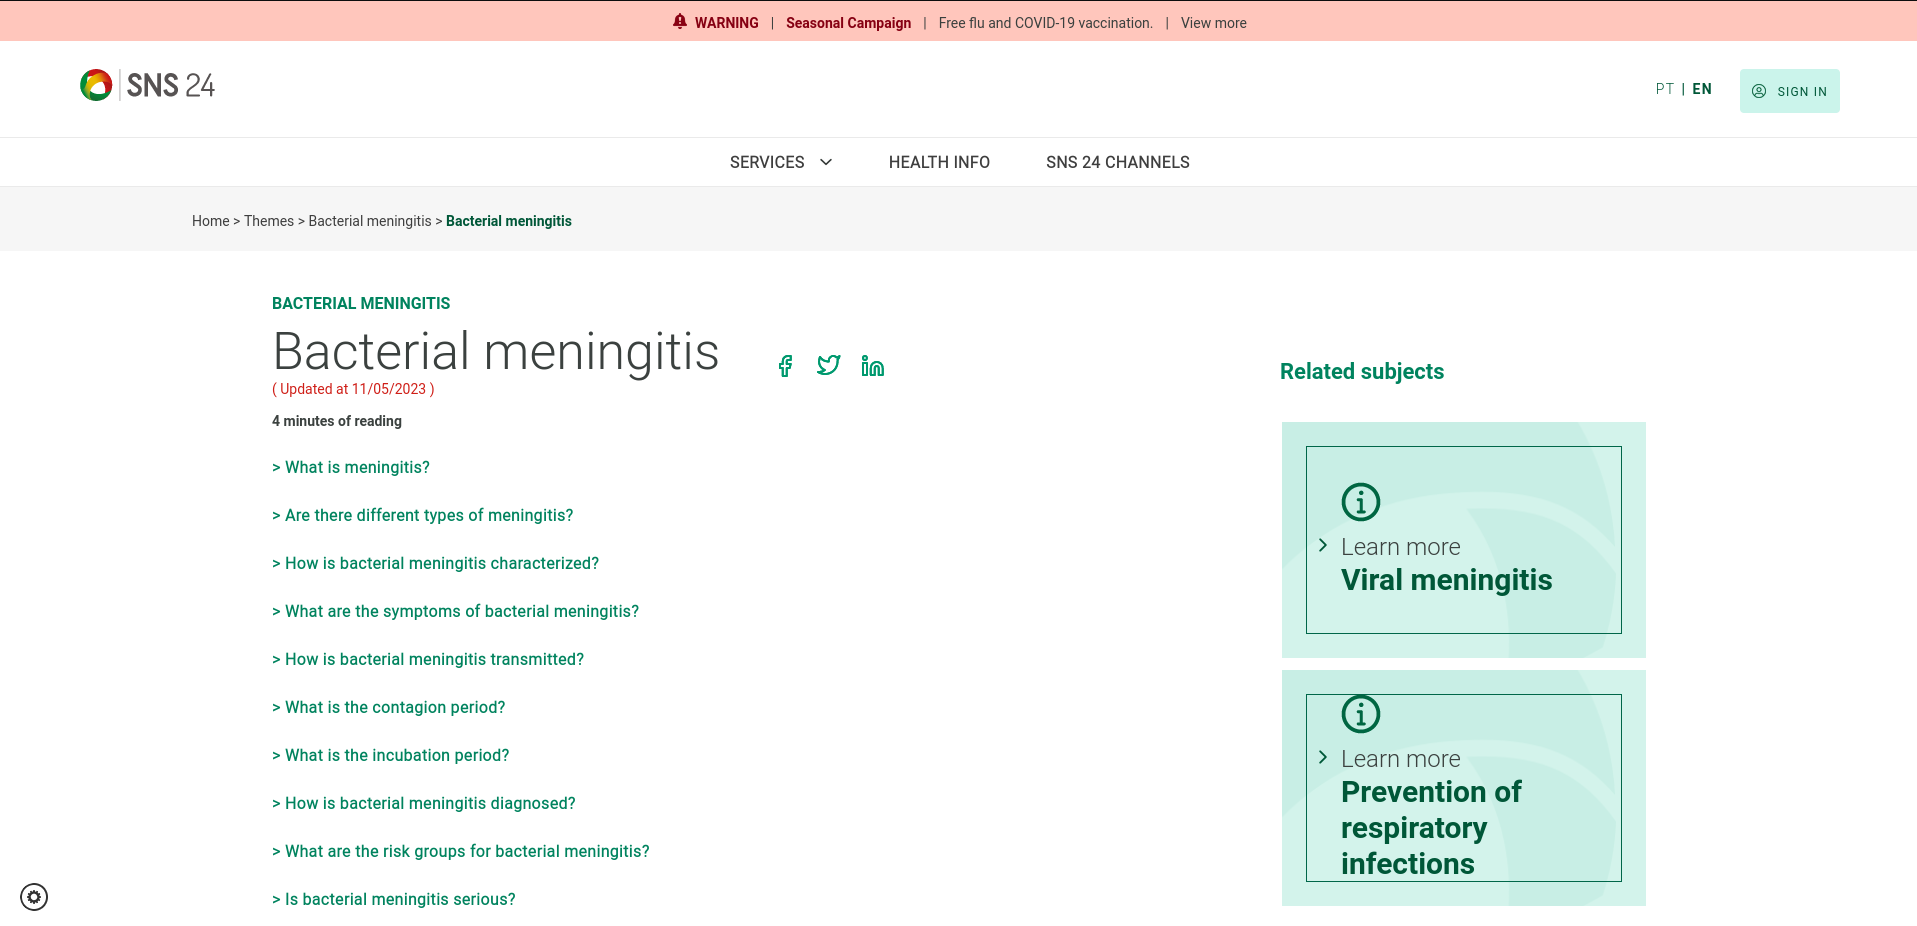 WARNING | Seasonal Campaign | Free flu and COVID-19 vaccination. | View more
SNS 24
PT | EN
SIGN IN
SERVICES
HEALTH INFO
SNS 24 CHANNELS
Home > Themes > Bacterial meningitis > Bacterial meningitis
BACTERIAL MENINGITIS
Bacterial meningitis
( Updated at 11/05/2023 )
4 minutes of reading
> What is meningitis?
> Are there different types of meningitis?
> How is bacterial meningitis characterized?
> What are the symptoms of bacterial meningitis?
> How is bacterial meningitis transmitted?
> What is the contagion period?
> What is the incubation period?
> How is bacterial meningitis diagnosed?
> What are the risk groups for bacterial meningitis?
> Is bacterial meningitis serious?
Related subjects
Learn more
Viral meningitis
Learn more
Prevention of
respiratory
infections